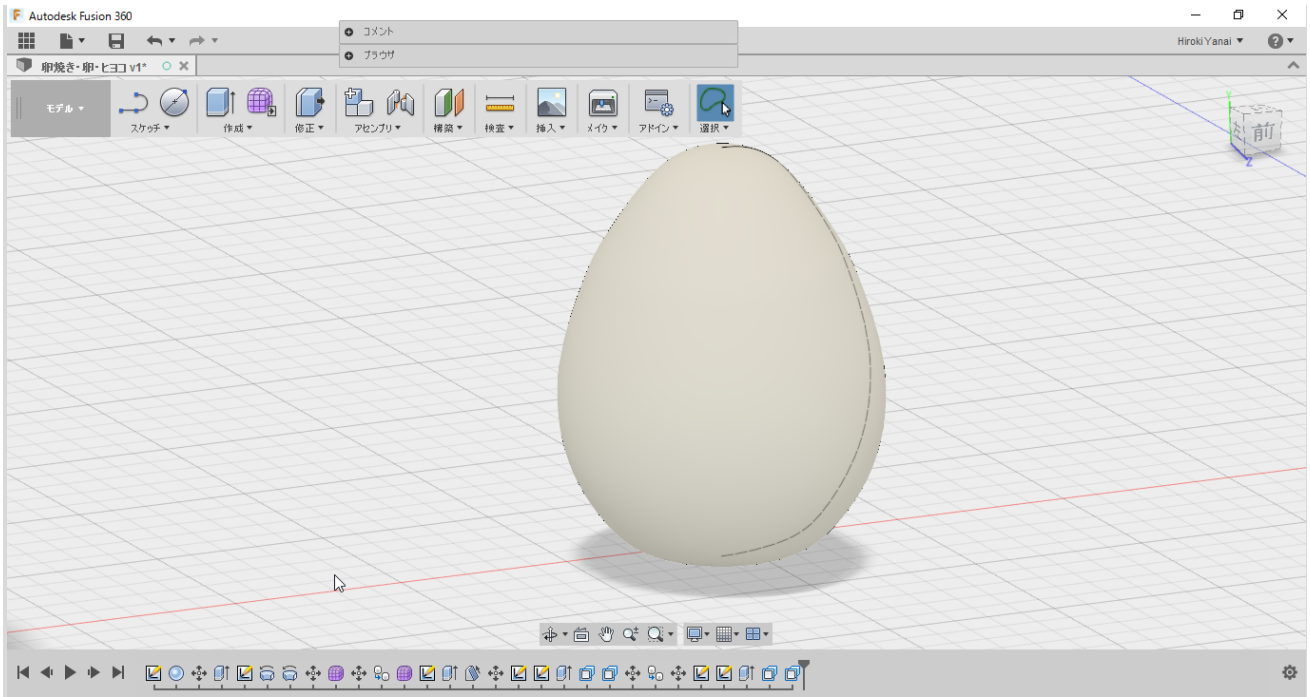 Autodesk Fusion 360
コメント
Hiroki Yanai
ブラウザ
卵焼き・卵・ヒヨコ v1*
モデル
スケッチ
作成
修正
アセンブリ
構築
検査
挿入
メイク
アドイン
選択
Y
左
前
Z